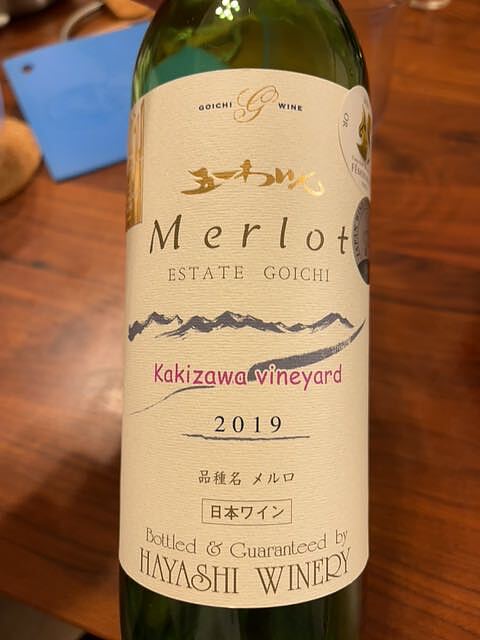 GOICHI G WINE
五一わいん
Merlot
ESTATE GOICHI
Kakizawa vineyard
2019
品種名 メルロ
日本ワイン
Bottled & Guaranteed by
HAYASHI WINERY
OR